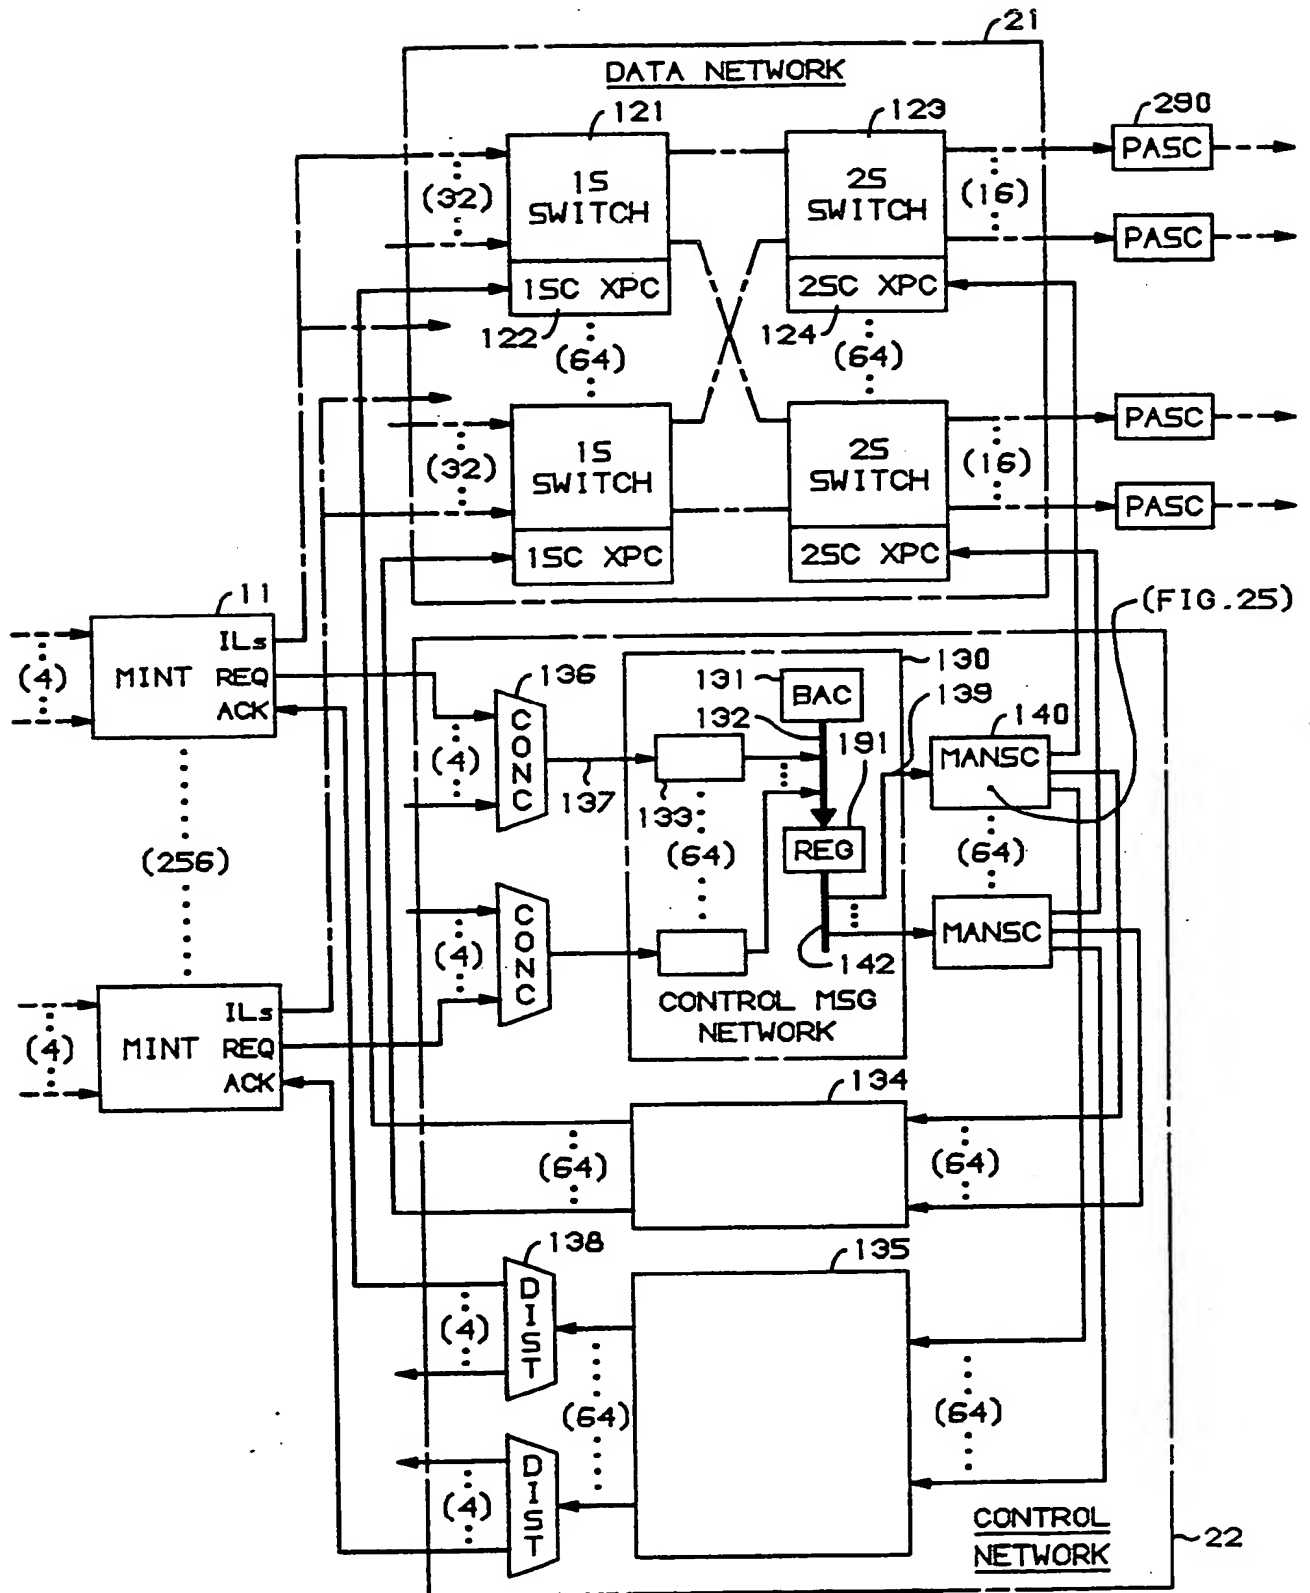 21
DATA NETWORK
121
123
290
1S
SWITCH
2S
SWITCH
(32)
(16)
PASC
PASC
1SC XPC
2SC XPC
122
124
(64)
(64)
1S
SWITCH
2S
SWITCH
(32)
(16)
PASC
PASC
1SC XPC
2SC XPC
(FIG.25)
11
MINT
ILs
REQ
ACK
(4)
136
CONC
(4)
137
133
(64)
130
131
BAC
132
139
191
REG
140
MANSC
(64)
(256)
CONC
(4)
142
MANSC
CONTROL MSG
NETWORK
MINT
ILs
REQ
ACK
(4)
134
(64)
(64)
138
135
DIST
(4)
(64)
(64)
DIST
(4)
CONTROL
NETWORK
22